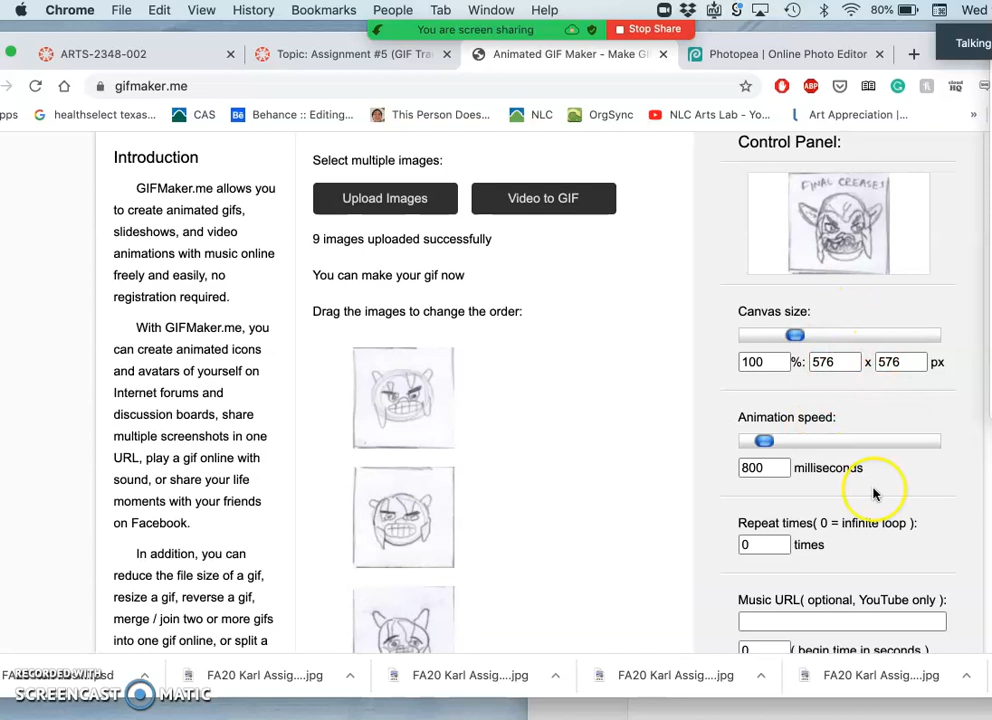 Chrome File Edit View History Bookmarks People Tab Window Help 80% Wed
You are screen sharing Stop Share
ARTS-2348-002 Topic: Assignment #5 (GIF Tra Animated GIF Maker - Make GI Photopea | Online Photo Editor Talking
gifmaker.me
pps healthselect texas... CAS Behance :: Editing... This Person Does... NLC OrgSync NLC Arts Lab - Yo... Art Appreciation |... »
Introduction
GIFMaker.me allows you
to create animated gifs,
slideshows, and video
animations with music online
freely and easily, no
registration required.
With GIFMaker.me, you
can create animated icons
and avatars of yourself on
Internet forums and
discussion boards, share
multiple screenshots in one
URL, play a gif online with
sound, or share your life
moments with your friends
on Facebook.
In addition, you can
reduce the file size of a gif,
resize a gif, reverse a gif,
merge / join two or more gifs
into one gif online, or split a
Select multiple images:
Upload Images Video to GIF
9 images uploaded successfully
You can make your gif now
Drag the images to change the order:
Control Panel:
FINAL CREASES
Canvas size:
100 %: 576 x 576 px
Animation speed:
800 milliseconds
Repeat times( 0 = infinite loop ):
0 times
Music URL( optional, YouTube only ):
0 ( begin time in seconds )
FA20 Karl Assig....jpg FA20 Karl Assig....jpg FA20 Karl Assig....jpg FA20 Karl Assig....jpg
RECORDED WITH
SCREENCAST MATIC